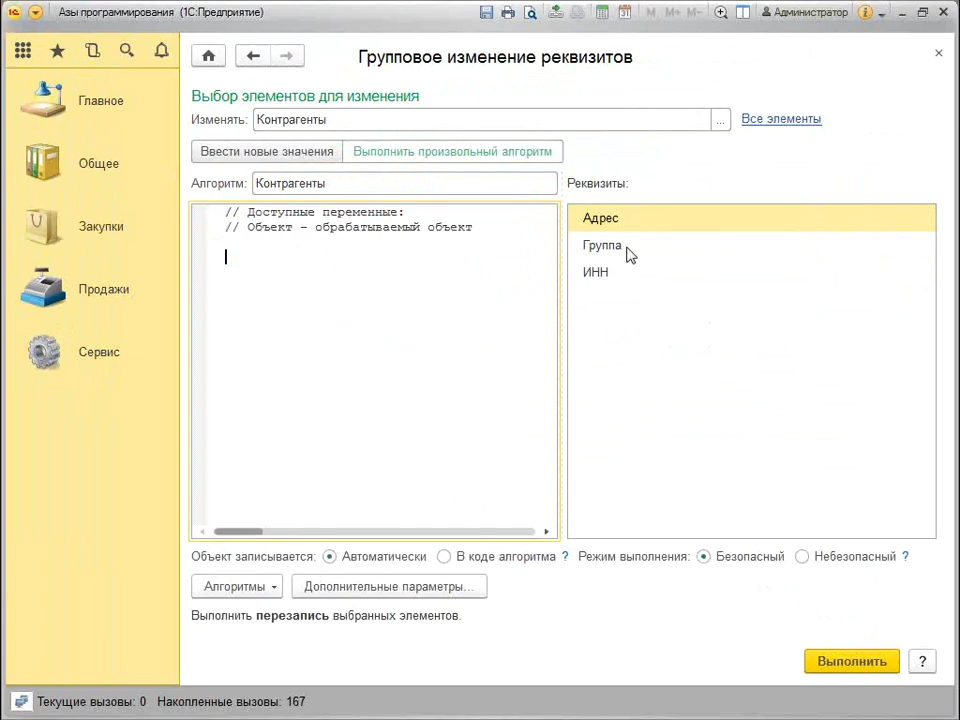 Азы программирования (1С:Предприятие)
M M+ M-
Администратор
Главное
Общее
Закупки
Продажи
Сервис
Групповое изменение реквизитов
Выбор элементов для изменения
Изменять: Контрагенты ... Все элементы
Ввести новые значения Выполнить произвольный алгоритм
Алгоритм: Контрагенты Реквизиты:
// Доступные переменные:
// Объект - обрабатываемый объект
Адрес
Группа
ИНН
Объект записывается: Автоматически В коде алгоритма ? Режим выполнения: Безопасный Небезопасный ?
Алгоритмы Дополнительные параметры...
Выполнить перезапись выбранных элементов.
Выполнить ?
Текущие вызовы: 0 Накопленные вызовы: 167